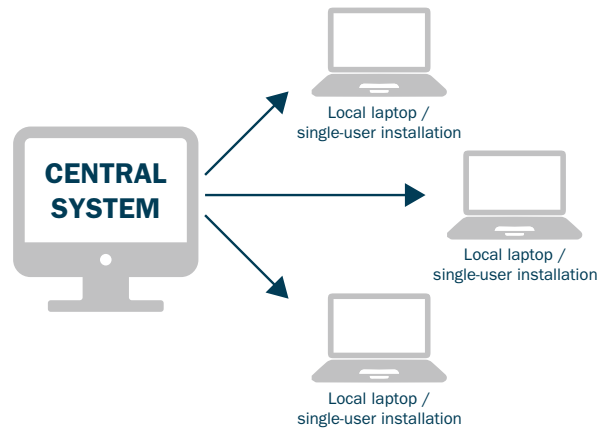 Local laptop /
single-user installation
CENTRAL
SYSTEM
Local laptop /
single-user installation
Local laptop /
single-user installation